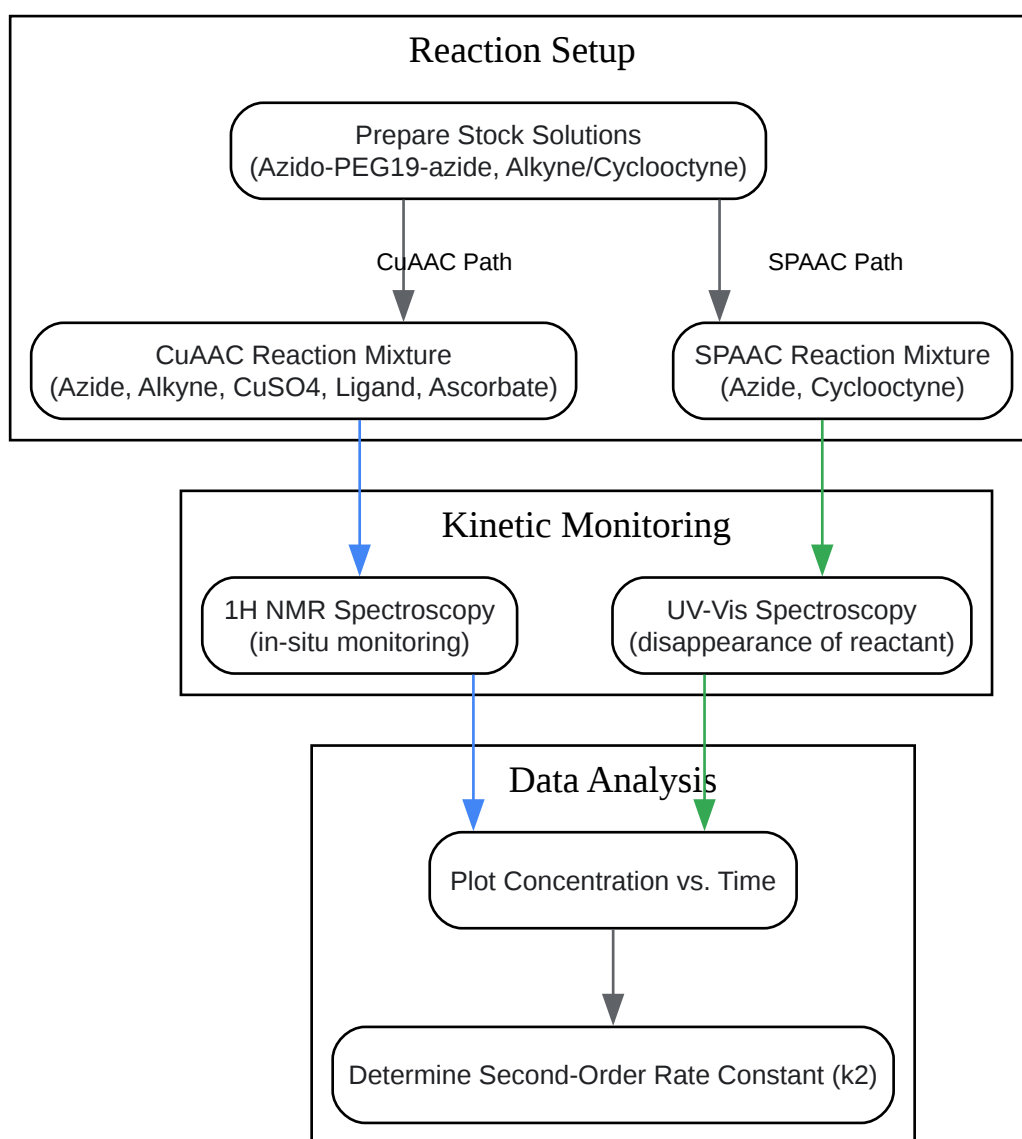 Reaction Setup
Prepare Stock Solutions
(Azido-PEG19-azide, Alkyne/Cyclooctyne)
CuAAC Path
SPAAC Path
CuAAC Reaction Mixture
(Azide, Alkyne, CuSO4, Ligand, Ascorbate)
SPAAC Reaction Mixture
(Azide, Cyclooctyne)
Kinetic Monitoring
1H NMR Spectroscopy
(in-situ monitoring)
UV-Vis Spectroscopy
(disappearance of reactant)
Data Analysis
Plot Concentration vs. Time
Determine Second-Order Rate Constant (k2)